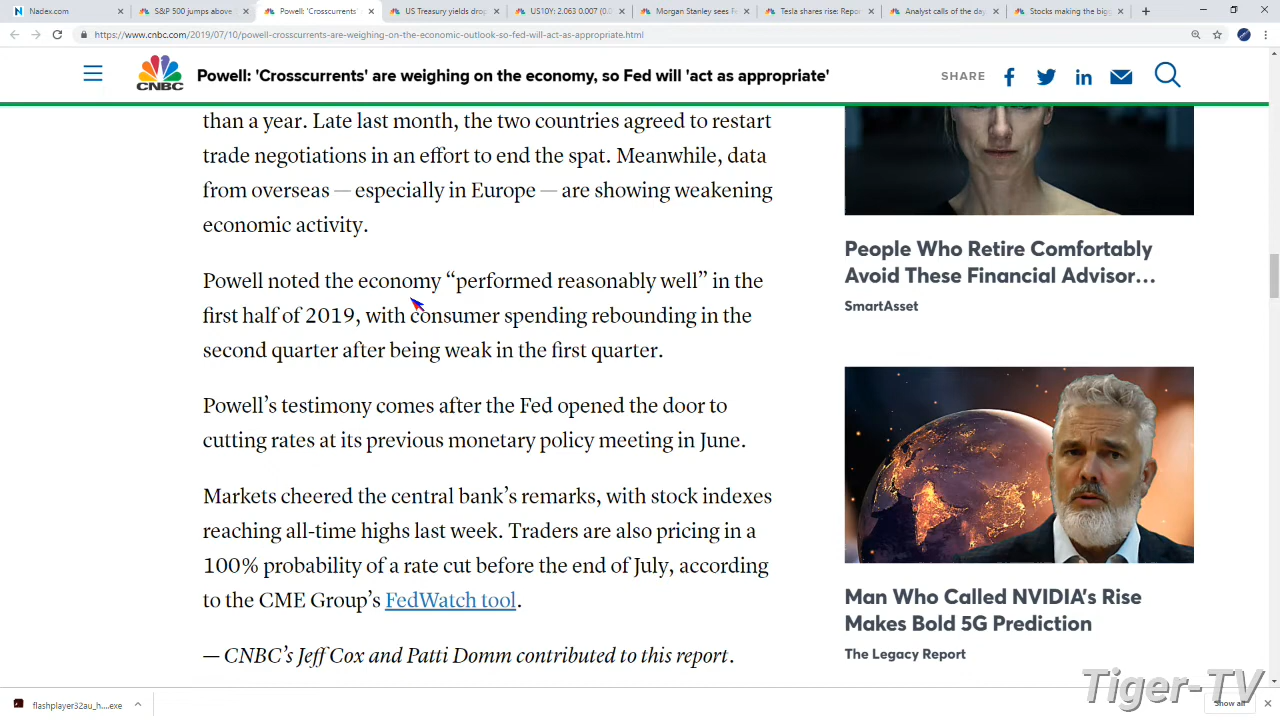 Nadex.com
S&P 500 jumps above
Powell: 'Crosscurrents'
US Treasury yields drop
US10Y: 2.063 0.007 (0.0
Morgan Stanley sees F
Tesla shares rise: Repor
Analyst calls of the day
Stocks making the bigg
https://www.cnbc.com/2019/07/10/powell-crosscurrents-are-weighing-on-the-economic-outlook-so-fed-will-act-as-appropriate.html
CNBC
Powell: 'Crosscurrents' are weighing on the economy, so Fed will 'act as appropriate'
SHARE
than a year. Late last month, the two countries agreed to restart
trade negotiations in an effort to end the spat. Meanwhile, data
from overseas — especially in Europe — are showing weakening
economic activity.
Powell noted the economy “performed reasonably well” in the
first half of 2019, with consumer spending rebounding in the
second quarter after being weak in the first quarter.
Powell’s testimony comes after the Fed opened the door to
cutting rates at its previous monetary policy meeting in June.
Markets cheered the central bank’s remarks, with stock indexes
reaching all-time highs last week. Traders are also pricing in a
100% probability of a rate cut before the end of July, according
to the CME Group’s FedWatch tool.
— CNBC’s Jeff Cox and Patti Domm contributed to this report.
People Who Retire Comfortably
Avoid These Financial Advisor…
SmartAsset
Man Who Called NVIDIA's Rise
Makes Bold 5G Prediction
The Legacy Report
Tiger-TV
flashplayer32au_h....exe
Show all